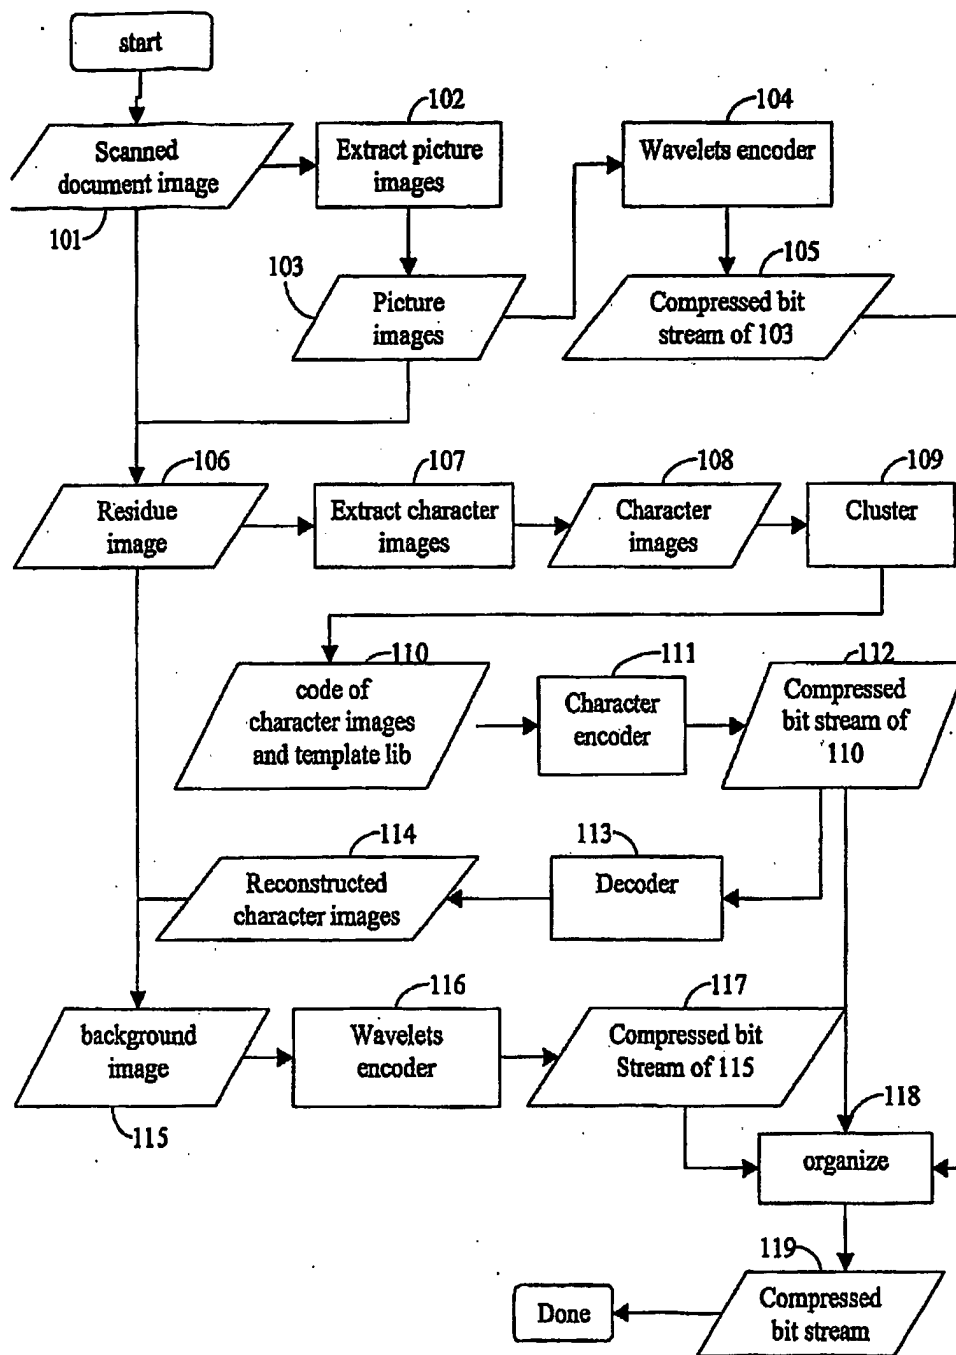 start
102
104
Scanned
document image
Extract picture
images
Wavelets encoder
101
103
105
Picture
images
Compressed bit
stream of 103
106
107
108
109
Residue
image
Extract character
images
Character
images
Cluster
110
111
112
code of
character images
and template lib
Character
encoder
Compressed
bit stream of
110
114
113
Reconstructed
character images
Decoder
116
117
background
image
Wavelets
encoder
Compressed bit
Stream of 115
115
118
organize
119
Done
Compressed
bit stream